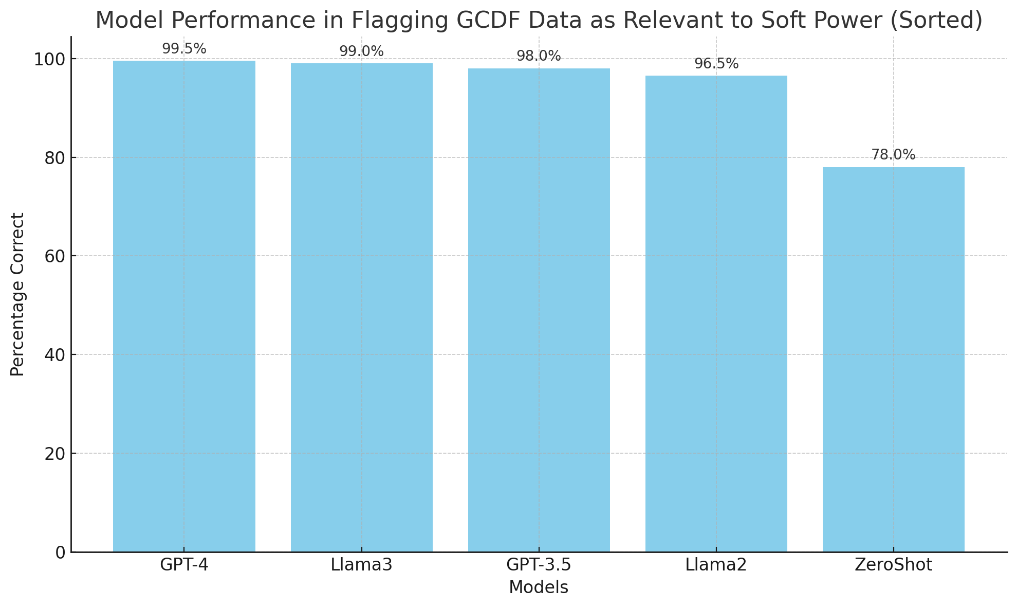 Model Performance in Flagging GCDF Data as Relevant to Soft Power (Sorted)
99.5%
99.0%
98.0%
96.5%
78.0%
100
80
60
40
20
0
Percentage Correct
GPT-4
Llama3
GPT-3.5
Llama2
ZeroShot
Models